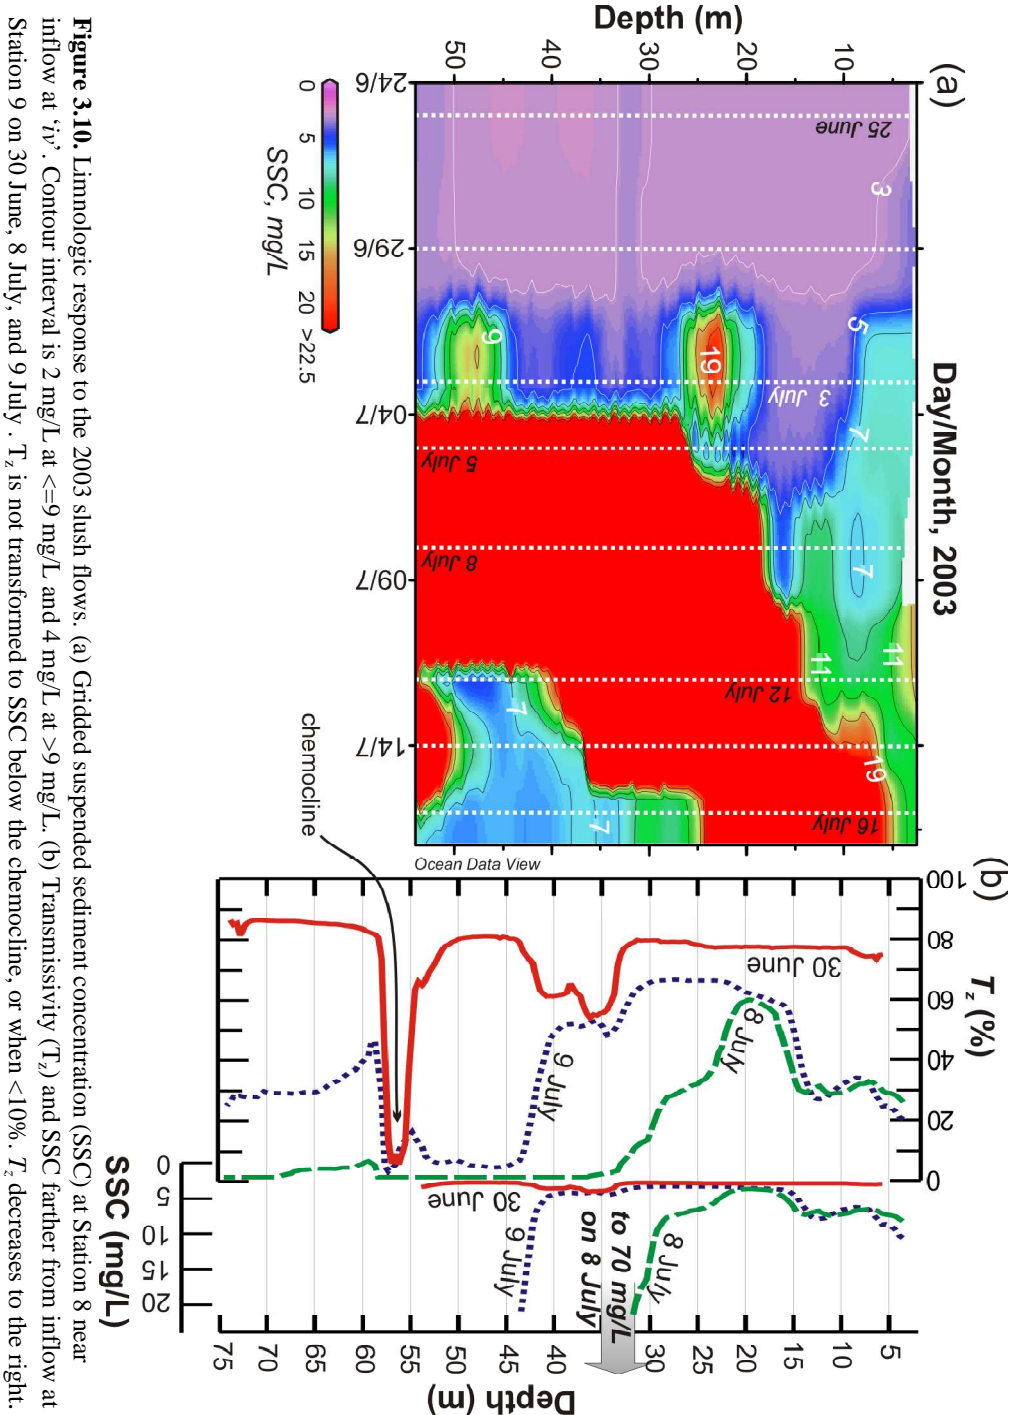 (a)
Day/Month, 2003
24/6
29/6
04/7
09/7
14/7
Depth (m)
10
20
30
40
50
25 June
3 July
5 July
8 July
12 July
14 July
16 July
3
5
7
7
9
19
11
11
19
7
7
Ocean Data View
0
5
10
15
20
>22.5
SSC, mg/L
(b)
Tz (%)
100
80
60
40
20
0
30 June
8 July
9 July
chemocline
SSC (mg/L)
0
5
10
15
20
30 June
9 July
8 July
to 70 mg/L
on 8 July
Depth (m)
5
10
15
20
30
35
40
45
50
55
60
65
70
75
Figure 3.10. Limnologic response to the 2003 slush flows. (a) Gridded suspended sediment concentration (SSC) at Station 8 near
inflow at ‘iv’. Contour interval is 2 mg/L at <=9 mg/L and 4 mg/L at >9 mg/L. (b) Transmissivity (Tz) and SSC farther from inflow at
Station 9 on 30 June, 8 July, and 9 July . Tz is not transformed to SSC below the chemocline, or when <10%. Tz decreases to the right.